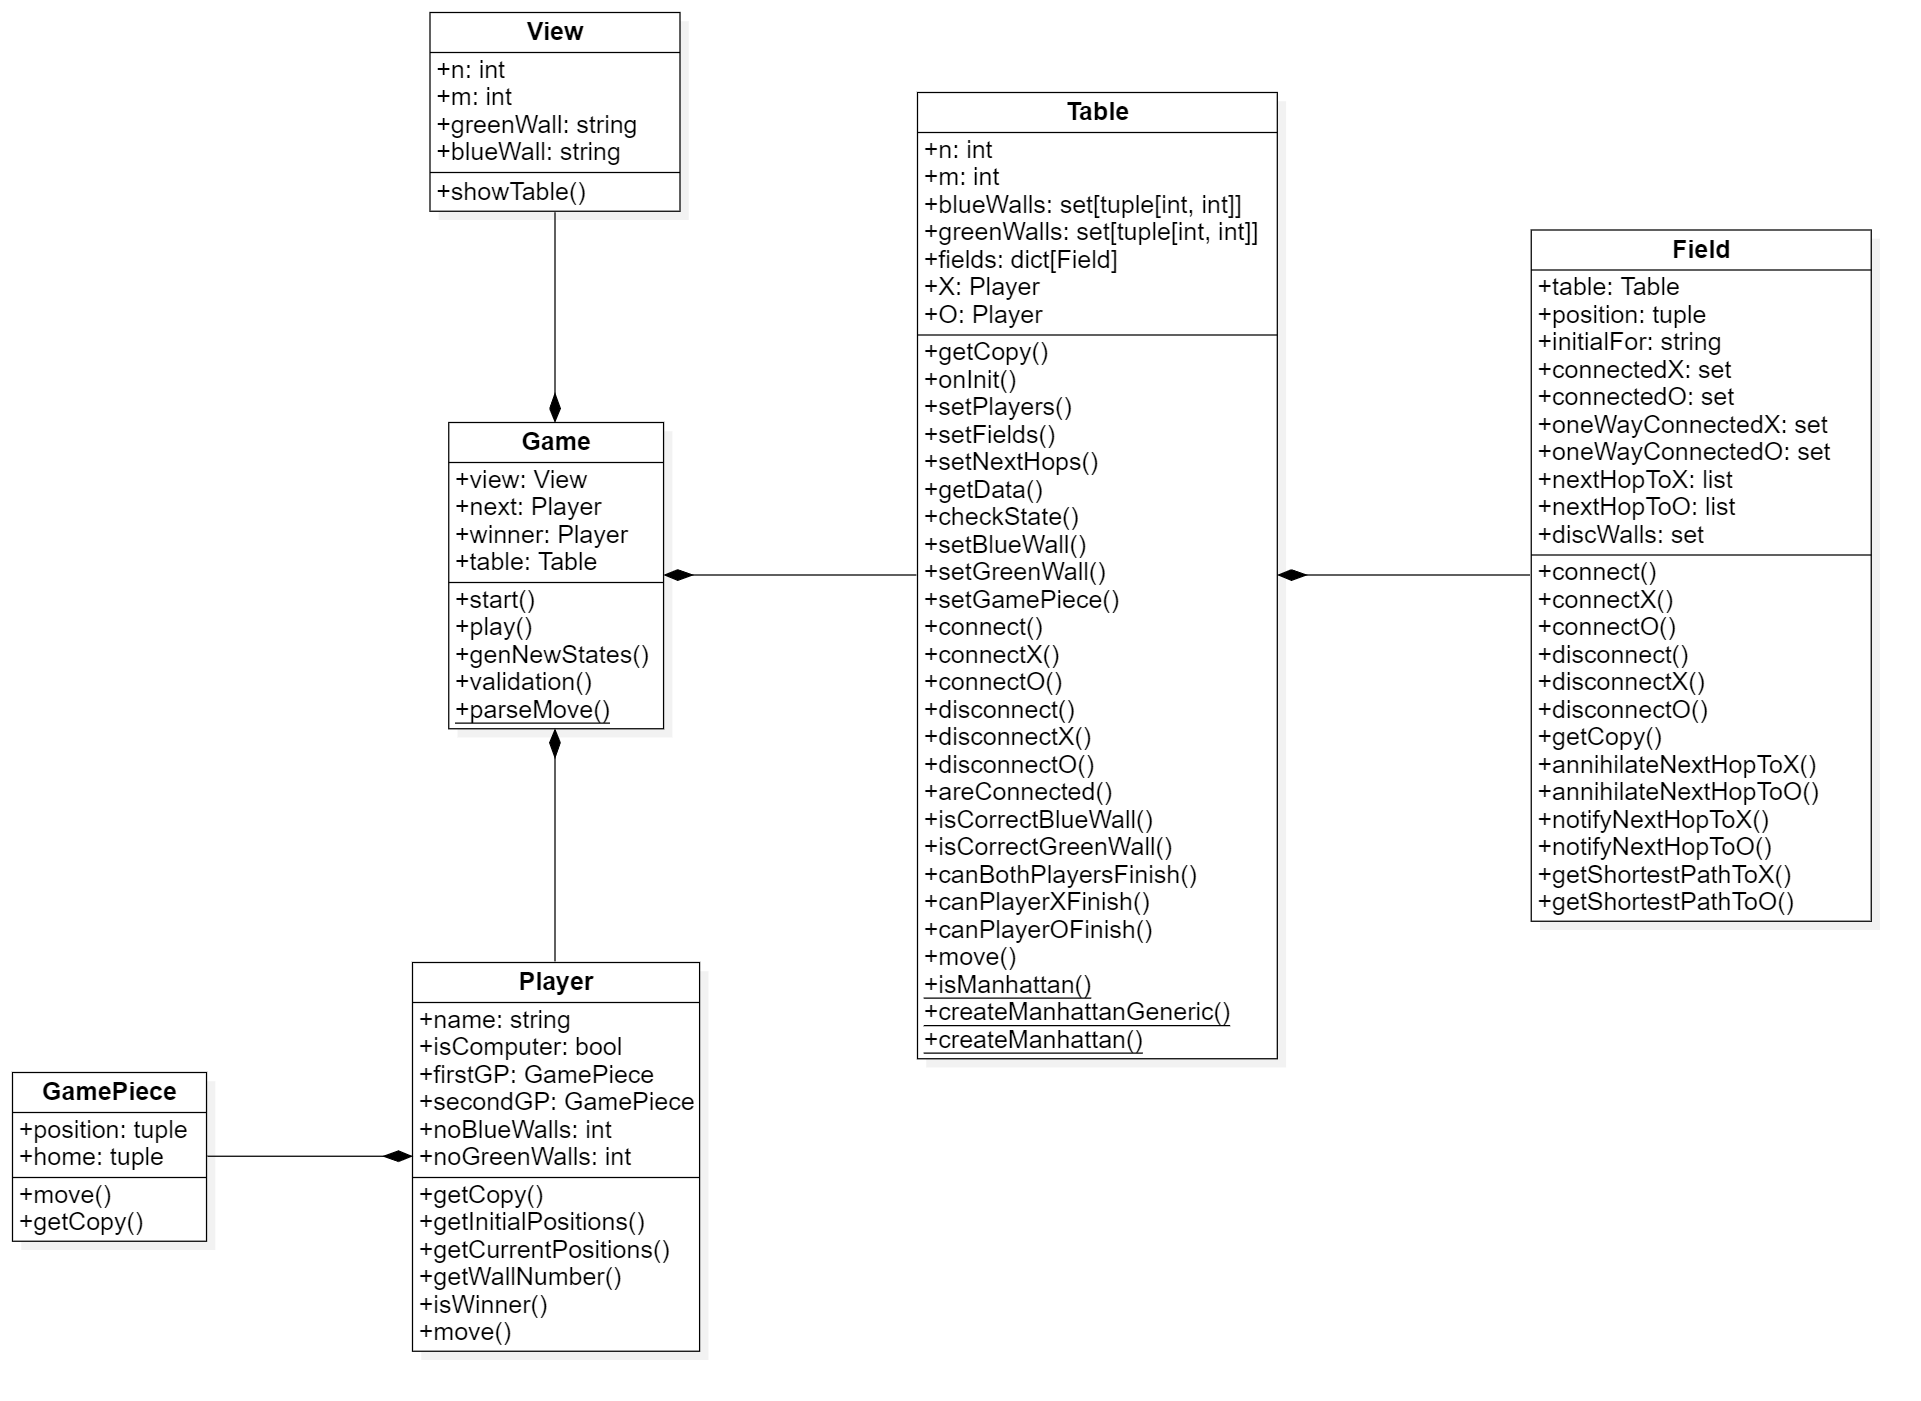 View
+n: int
+m: int
+greenWall: string
+blueWall: string
+showTable()
Game
+view: View
+next: Player
+winner: Player
+table: Table
+start()
+play()
+genNewStates()
+validation()
+parseMove()
Player
+name: string
+isComputer: bool
+firstGP: GamePiece
+secondGP: GamePiece
+noBlueWalls: int
+noGreenWalls: int
+getCopy()
+getInitialPositions()
+getCurrentPositions()
+getWallNumber()
+isWinner()
+move()
GamePiece
+position: tuple
+home: tuple
+move()
+getCopy()
Table
+n: int
+m: int
+blueWalls: set[tuple[int, int]]
+greenWalls: set[tuple[int, int]]
+fields: dict[Field]
+X: Player
+O: Player
+getCopy()
+onInit()
+setPlayers()
+setFields()
+setNextHops()
+getData()
+checkState()
+setBlueWall()
+setGreenWall()
+setGamePiece()
+connect()
+connectX()
+connectO()
+disconnect()
+disconnectX()
+disconnectO()
+areConnected()
+isCorrectBlueWall()
+isCorrectGreenWall()
+canBothPlayersFinish()
+canPlayerXFinish()
+canPlayerOFinish()
+move()
+isManhattan()
+createManhattanGeneric()
+createManhattan()
Field
+table: Table
+position: tuple
+initialFor: string
+connectedX: set
+connectedO: set
+oneWayConnectedX: set
+oneWayConnectedO: set
+nextHopToX: list
+nextHopToO: list
+discWalls: set
+connect()
+connectX()
+connectO()
+disconnect()
+disconnectX()
+disconnectO()
+getCopy()
+annihilateNextHopToX()
+annihilateNextHopToO()
+notifyNextHopToX()
+notifyNextHopToO()
+getShortestPathToX()
+getShortestPathToO()